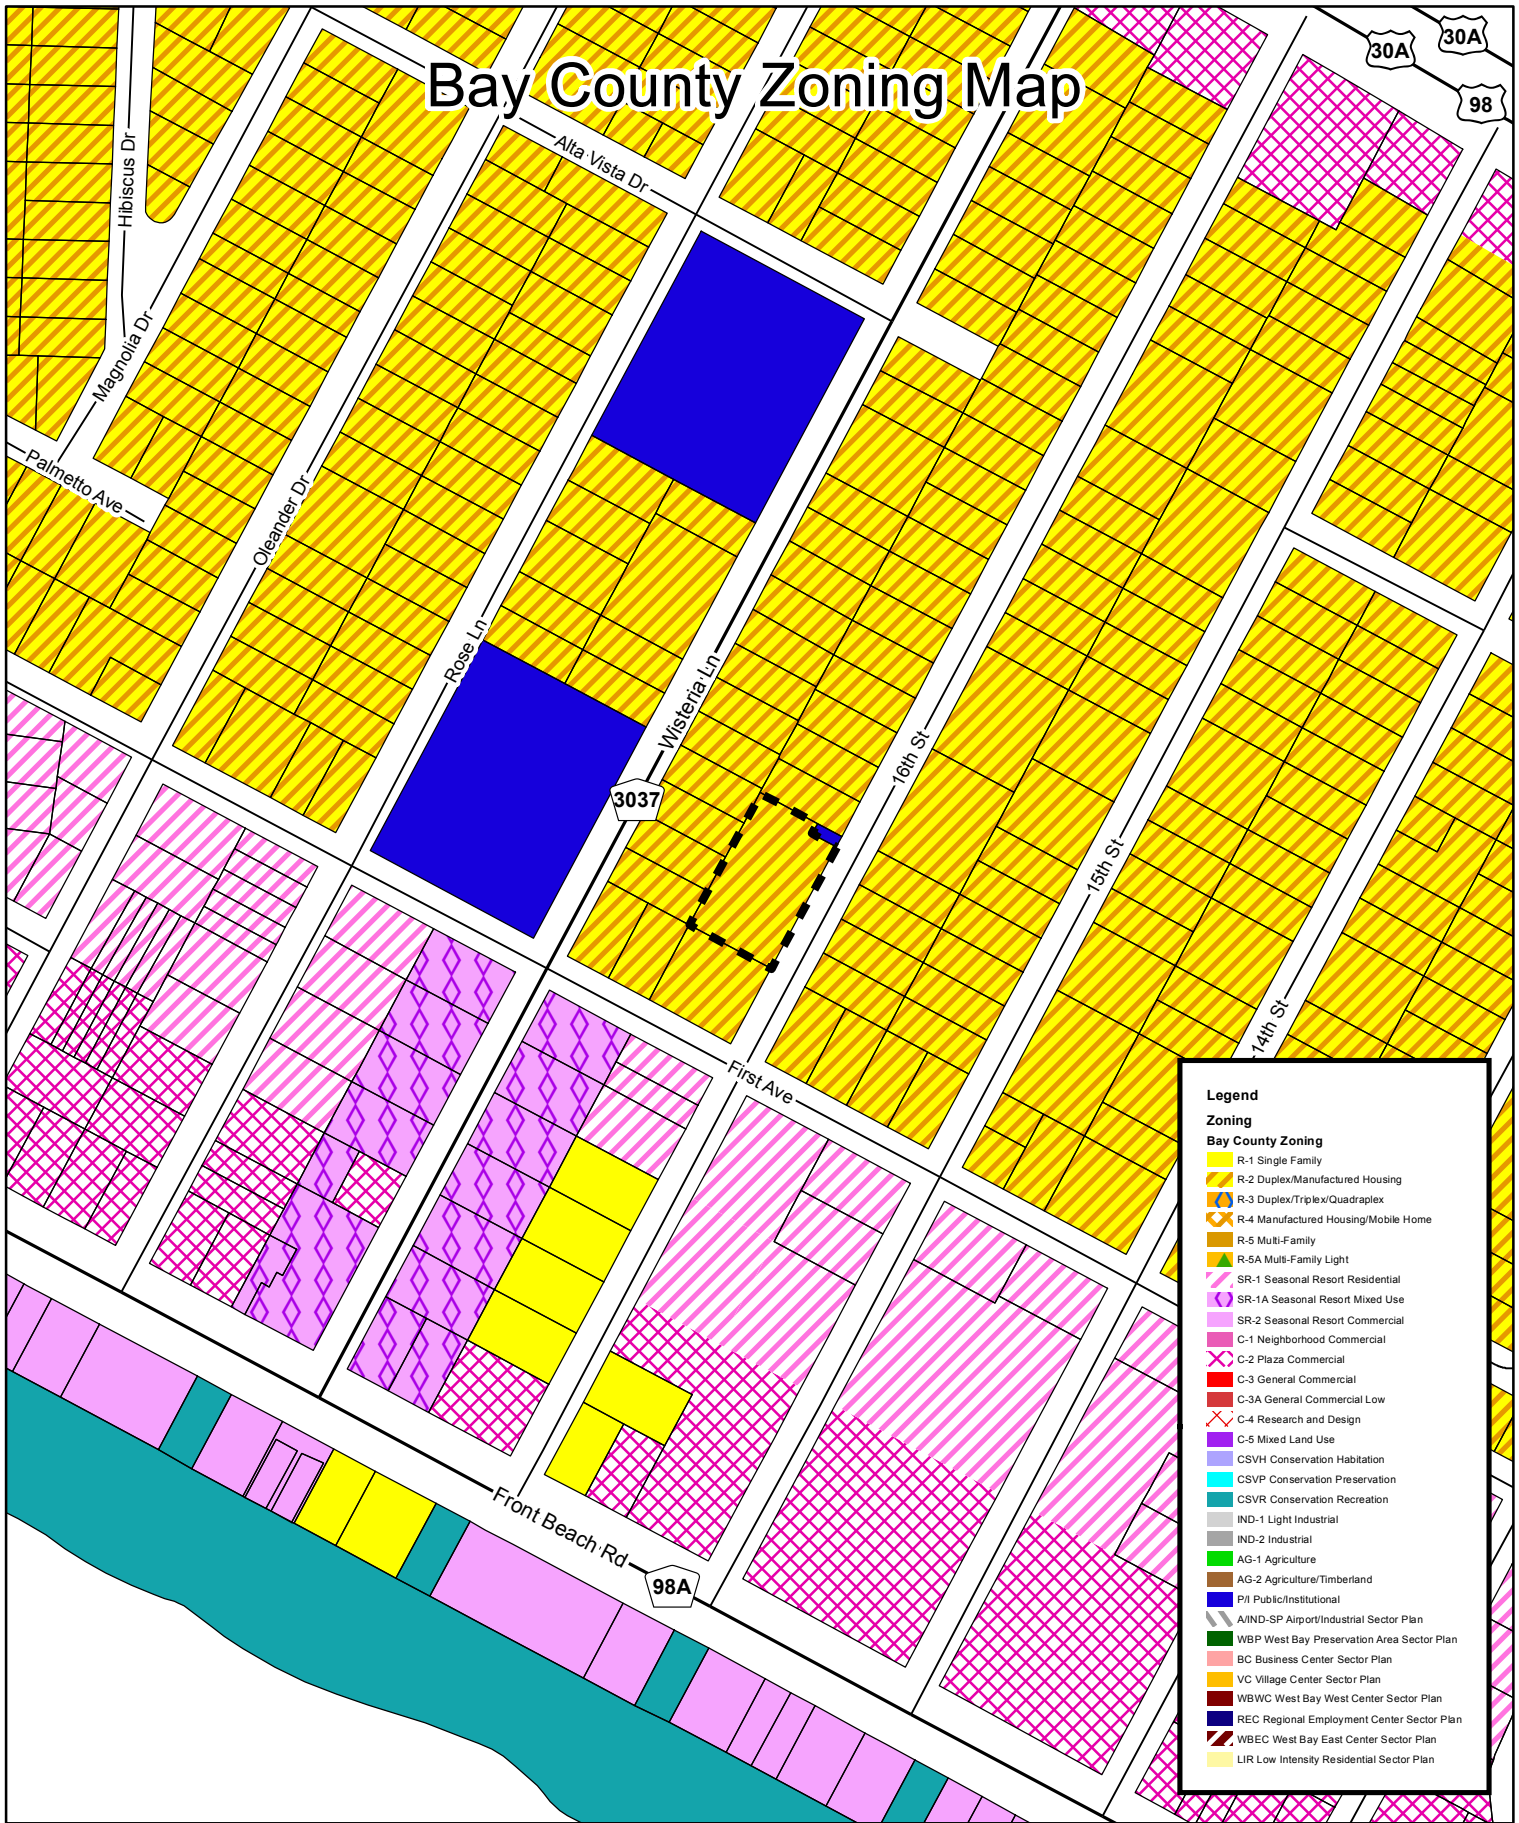 Bay County Zoning Map
30A
30A
98
Alta Vista Dr
Hibiscus Dr
Magnolia Dr
Palmetto Ave
Oleander Dr
Rose Ln
Wisteria Ln
3037
16th St
15th St
14th St
First Ave
Front Beach Rd
98A
Legend
Zoning
Bay County Zoning
R-1 Single Family
R-2 Duplex/Manufactured Housing
R-3 Duplex/Triplex/Quadraplex
R-4 Manufactured Housing/Mobile Home
R-5 Multi-Family
R-5A Multi-Family Light
SR-1 Seasonal Resort Residential
SR-1A Seasonal Resort Mixed Use
SR-2 Seasonal Resort Commercial
C-1 Neighborhood Commercial
C-2 Plaza Commercial
C-3 General Commercial
C-3A General Commercial Low
C-4 Research and Design
C-5 Mixed Land Use
CSVH Conservation Habitation
CSVP Conservation Preservation
CSVR Conservation Recreation
IND-1 Light Industrial
IND-2 Industrial
AG-1 Agriculture
AG-2 Agriculture/Timberland
P/I Public/Institutional
A/IND-SP Airport/Industrial Sector Plan
WBP West Bay Preservation Area Sector Plan
BC Business Center Sector Plan
VC Village Center Sector Plan
WBWC West Bay West Center Sector Plan
REC Regional Employment Center Sector Plan
WBEC West Bay East Center Sector Plan
LIR Low Intensity Residential Sector Plan